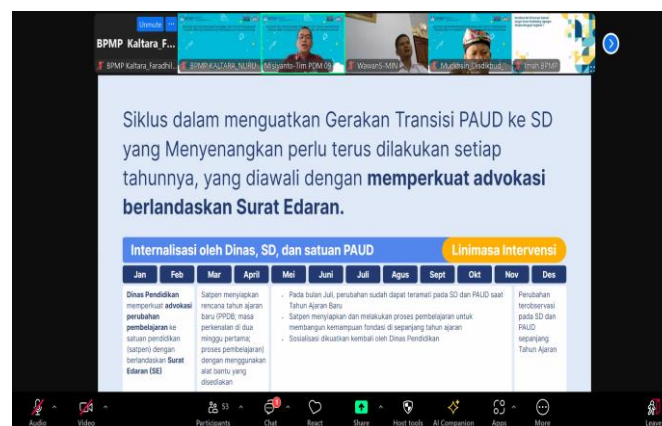 Unmute
BPMP Kaltara_F...
BPMP Kaltara_Faradhil...
BPMP KALTARA_NURU
Misiyanto-Tim PDM 09
WawanS-MIN
Mukhsin_Disdikbud_
Imah BPMP
Siklus dalam menguatkan Gerakan Transisi PAUD ke SD
yang Menyenangkan perlu terus dilakukan setiap
tahunnya, yang diawali dengan memperkuat advokasi
berlandaskan Surat Edaran.
Internalisasi oleh Dinas, SD, dan satuan PAUD
Linimasa Intervensi
Jan Feb Mar April Mei Juni Juli Agus Sept Okt Nov Des
Dinas Pendidikan
memperkuat advokasi
perubahan
pembelajaran ke
satuan pendidikan
(satpen) dengan
berlandaskan Surat
Edaran (SE)
Satpen menyiapkan
rencana tahun ajaran
baru (PPDB; masa
perkenalan di dua
minggu pertama;
proses pembelajaran)
dengan menggunakan
alat bantu yang
disediakan
Pada bulan Juli, perubahan sudah dapat teramati pada SD dan PAUD saat
Tahun Ajaran Baru
Satpen menyiapkan dan melakukan proses pembelajaran untuk
membangun kemampuan fondasi di sepanjang tahun ajaran
Sosialisasi dikuatkan kembali oleh Dinas Pendidikan
Perubahan
terobservasi
pada SD dan
PAUD
sepanjang
Tahun Ajaran
53
1
Audio Video Participants Chat React Share Host tools AI Companion Apps More Leave